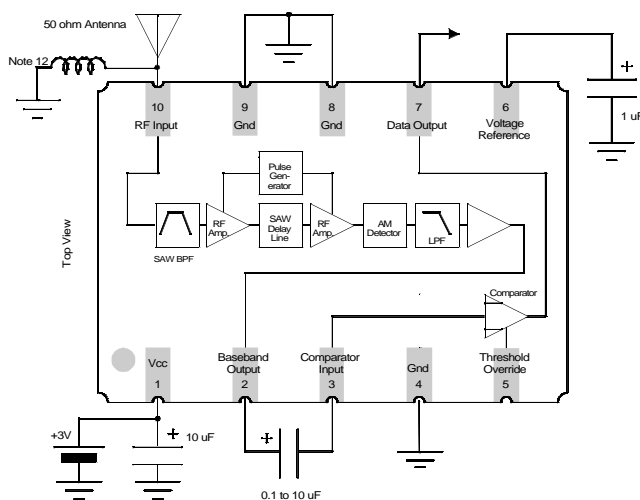 50 ohm Antenna
Note 12
10
9
8
7
6
RF Input
Gnd
Gnd
Data Output
Voltage
Reference
+
1 uF
Pulse
Gen-
erator
RF
Amp.
SAW
Delay
Line
RF
Amp.
AM
Detector
LPF
SAW BPF
Top View
Comparator
Vcc
1
Baseband
Output
2
Comparator
Input
3
Gnd
4
Threshold
Override
5
+3V
+
10 uF
+
0.1 to 10 uF